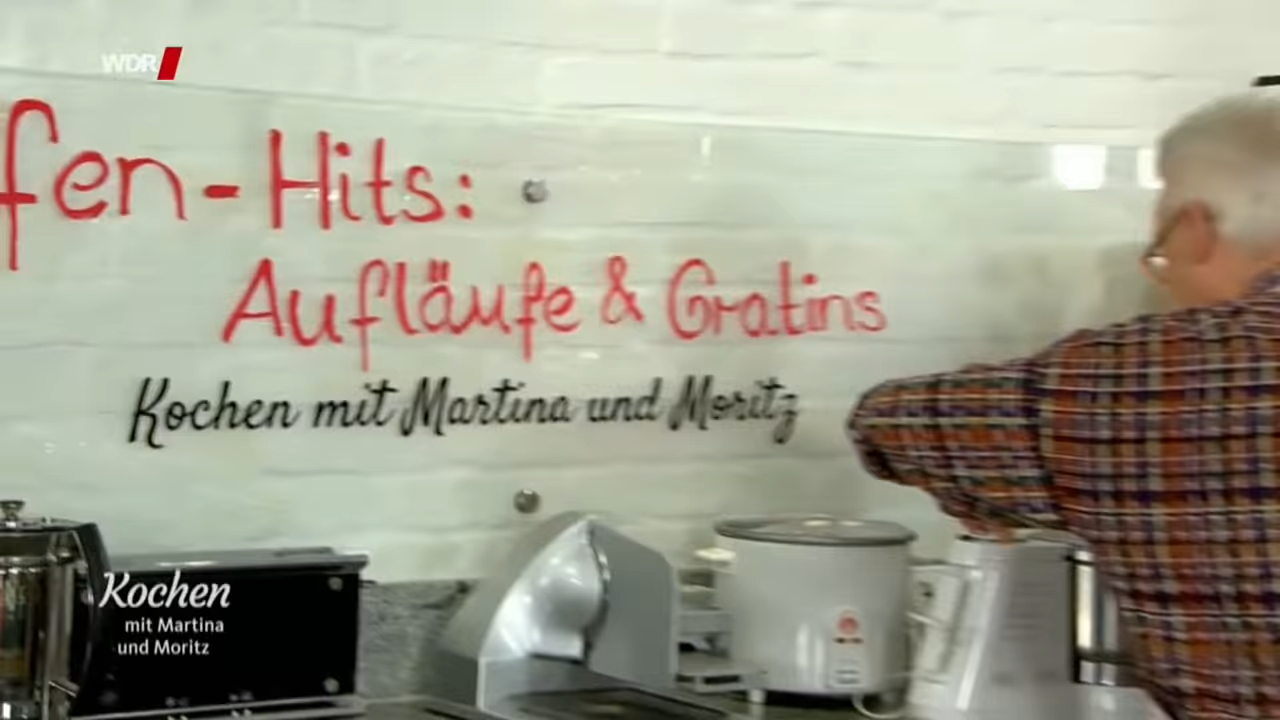 WDR
fen-Hits:
Aufläufe & Gratins
Kochen mit Martina und Moritz
Kochen
mit Martina
und Moritz